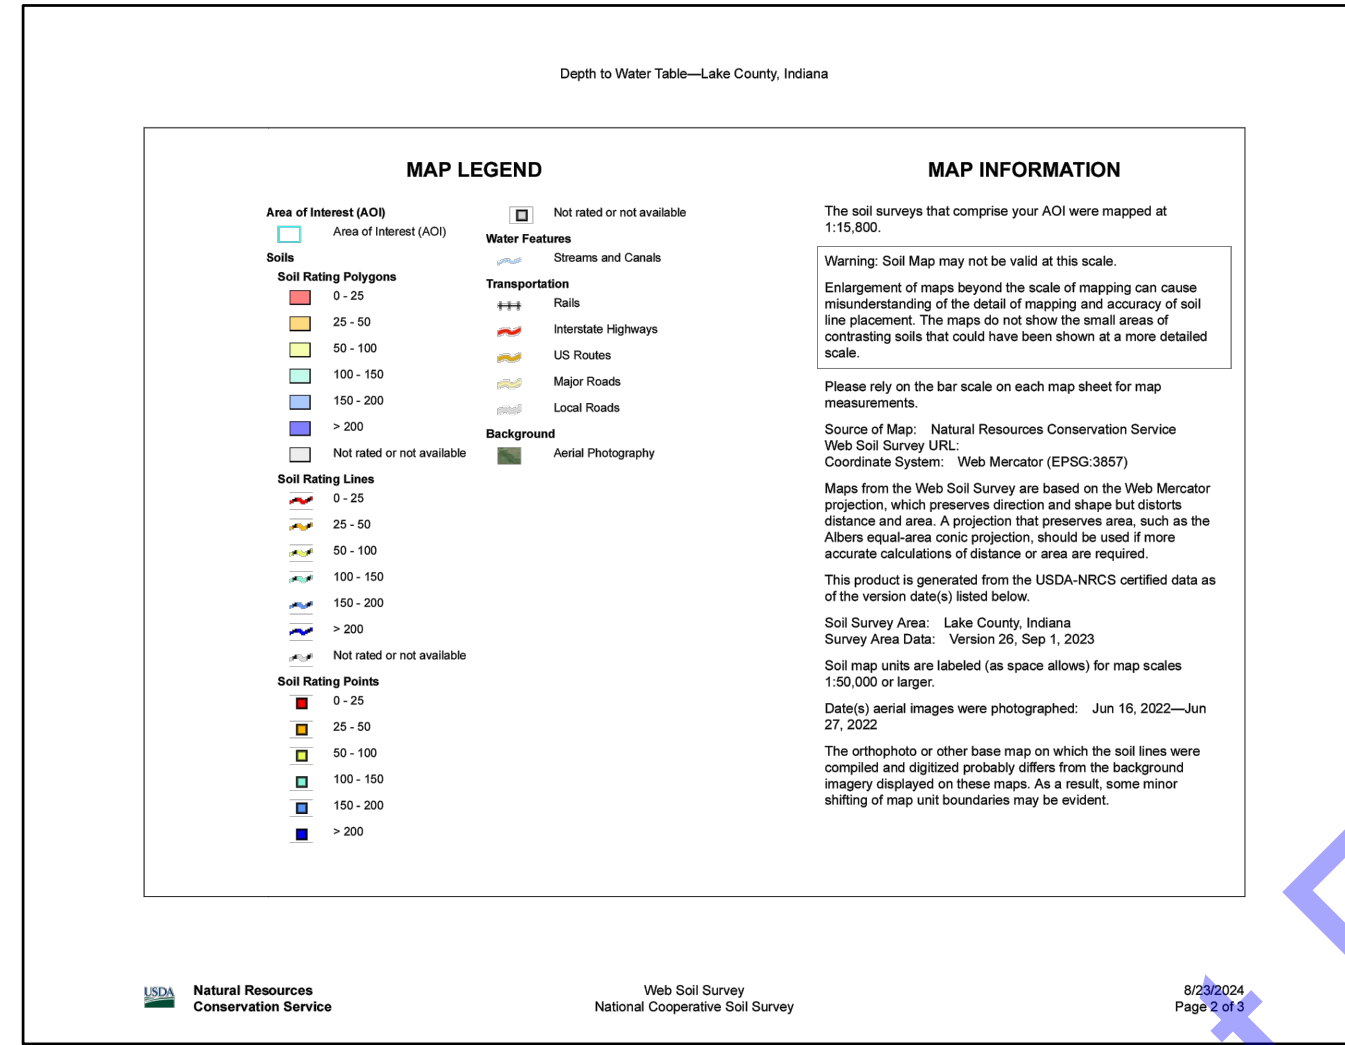 Depth to Water Table—Lake County, Indiana
MAP LEGEND
Area of Interest (AOI)
Area of Interest (AOI)
Soils
Soil Rating Polygons
0 - 25
25 - 50
50 - 100
100 - 150
150 - 200
> 200
Not rated or not available
Soil Rating Lines
0 - 25
25 - 50
50 - 100
100 - 150
150 - 200
> 200
Not rated or not available
Soil Rating Points
0 - 25
25 - 50
50 - 100
100 - 150
150 - 200
> 200
Not rated or not available
Water Features
Streams and Canals
Transportation
Rails
Interstate Highways
US Routes
Major Roads
Local Roads
Background
Aerial Photography
MAP INFORMATION
The soil surveys that comprise your AOI were mapped at
1:15,800.
Warning: Soil Map may not be valid at this scale.
Enlargement of maps beyond the scale of mapping can cause
misunderstanding of the detail of mapping and accuracy of soil
line placement. The maps do not show the small areas of
contrasting soils that could have been shown at a more detailed
scale.
Please rely on the bar scale on each map sheet for map
measurements.
Source of Map: Natural Resources Conservation Service
Web Soil Survey URL:
Coordinate System: Web Mercator (EPSG:3857)
Maps from the Web Soil Survey are based on the Web Mercator
projection, which preserves direction and shape but distorts
distance and area. A projection that preserves area, such as the
Albers equal-area conic projection, should be used if more
accurate calculations of distance or area are required.
This product is generated from the USDA-NRCS certified data as
of the version date(s) listed below.
Soil Survey Area: Lake County, Indiana
Survey Area Data: Version 26, Sep 1, 2023
Soil map units are labeled (as space allows) for map scales
1:50,000 or larger.
Date(s) aerial images were photographed: Jun 16, 2022—Jun
27, 2022
The orthophoto or other base map on which the soil lines were
compiled and digitized probably differs from the background
imagery displayed on these maps. As a result, some minor
shifting of map unit boundaries may be evident.
USDA
Natural Resources
Conservation Service
Web Soil Survey
National Cooperative Soil Survey
8/23/2024
Page 2 of 3